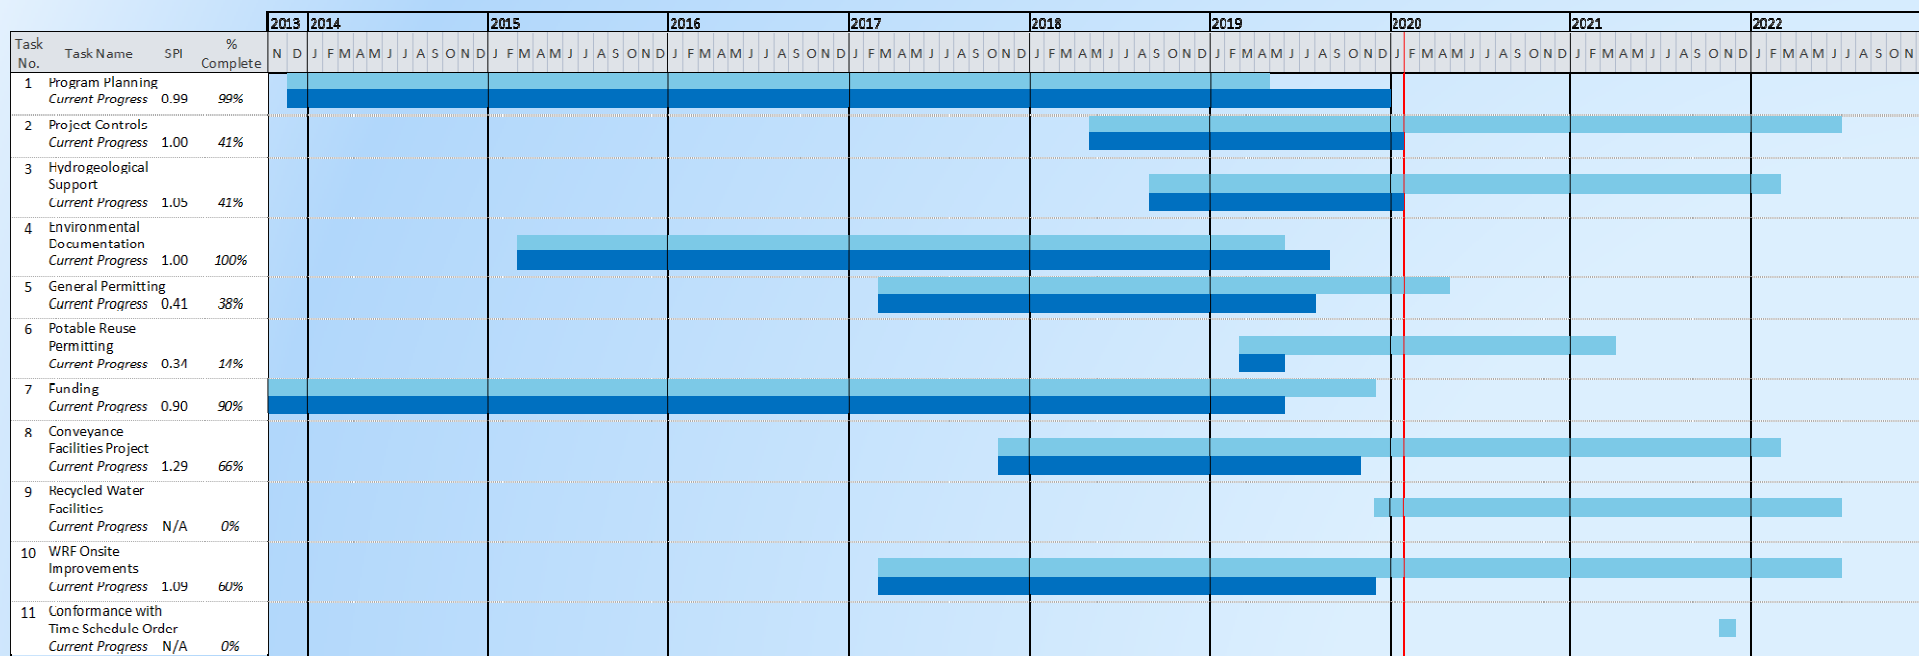 2013 2014 2015 2016 2017 2018 2019 2020 2021 2022
Task No. Task Name SPI % Complete N D J F M A M J J A S O N D J F M A M J J A S O N D J F M A M J J A S O N D J F M A M J J A S O N D J F M A M J J A S O N D J F M A M J J A S O N D J F M A M J J A S O N D J F M A M J J A S O N D J F M A M J J A S O N
1 Program Planning
Current Progress 0.99 99%
2 Project Controls
Current Progress 1.00 41%
3 Hydrogeological
Support
Current Progress 1.05 41%
4 Environmental
Documentation
Current Progress 1.00 100%
5 General Permitting
Current Progress 0.41 38%
6 Potable Reuse
Permitting
Current Progress 0.34 14%
7 Funding
Current Progress 0.90 90%
8 Conveyance
Facilities Project
Current Progress 1.29 66%
9 Recycled Water
Facilities
Current Progress N/A 0%
10 WRF Onsite
Improvements
Current Progress 1.09 60%
11 Conformance with
Time Schedule Order
Current Progress N/A 0%